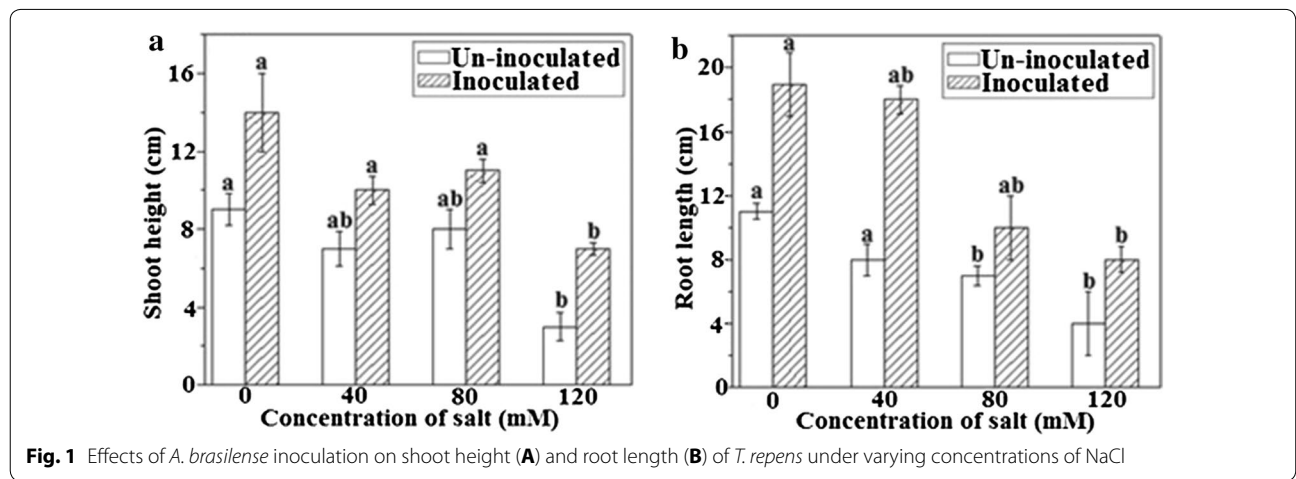 a
Un-inoculated
Inoculated
Shoot height (cm)
16
12
8
4
0
a
a
ab
a
ab
a
b
b
0 40 80 120
Concentration of salt (mM)
b
Un-inoculated
Inoculated
Root length (cm)
20
16
12
8
4
0
a
a
a
ab
b
ab
b
b
0 40 80 120
Concentration of salt (mM)
Fig. 1 Effects of A. brasilense inoculation on shoot height (A) and root length (B) of T. repens under varying concentrations of NaCl